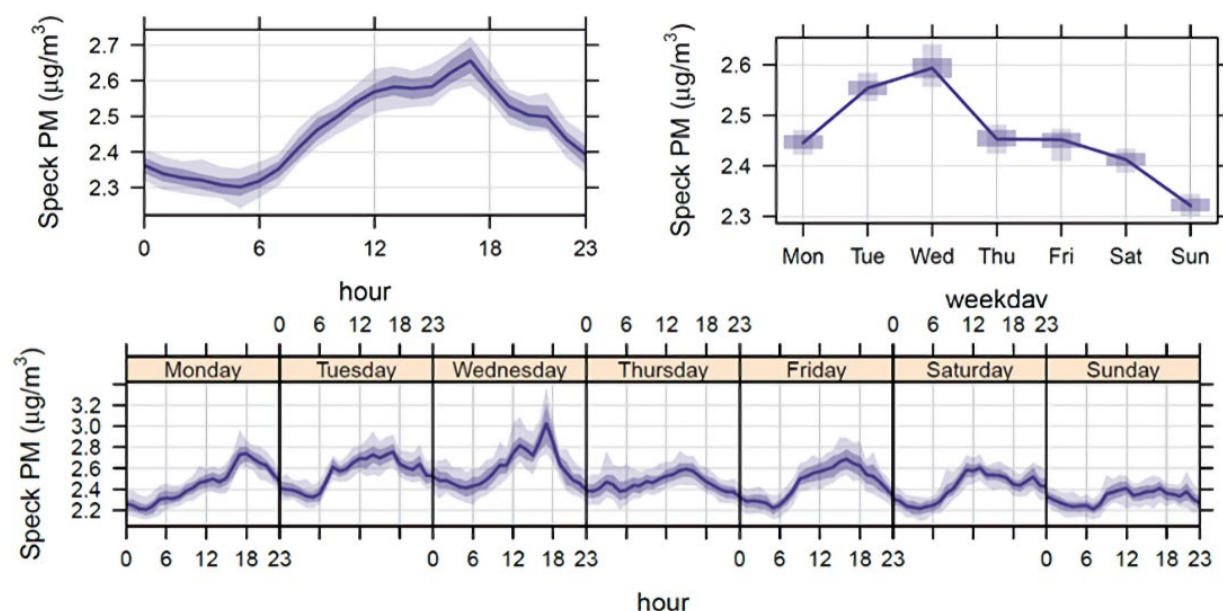 Speck PM (μg/m³)
2.7
2.6
2.5
2.4
2.3
0 6 12 18 23
hour
Speck PM (μg/m³)
2.6
2.5
2.4
2.3
Mon Tue Wed Thu Fri Sat Sun
weekdav
0 6 12 18 23 0 6 12 18 23 0 6 12 18 23
Monday Tuesday Wednesday Thursday Friday Saturday Sunday
Speck PM (μg/m³)
3.2
3.0
2.8
2.6
2.4
2.2
0 6 12 18 23 0 6 12 18 23 0 6 12 18 23 0 6 12 18 23
hour